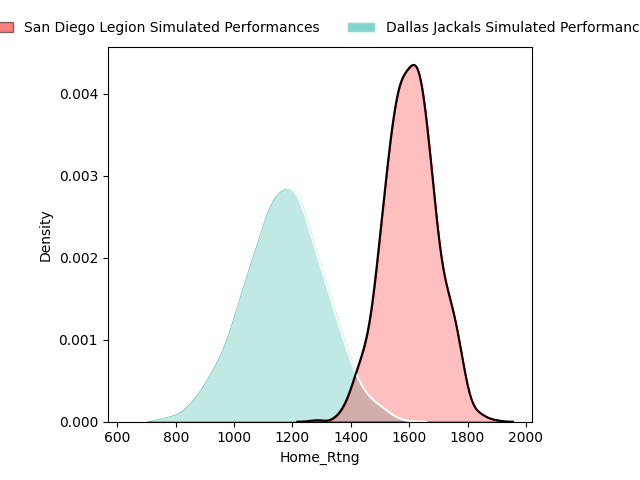 San Diego Legion Simulated Performances Dallas Jackals Simulated Performanc
0.004
0.003
0.002
0.001
0.000
Density
600 800 1000 1200 1400 1600 1800 2000
Home_Rtng